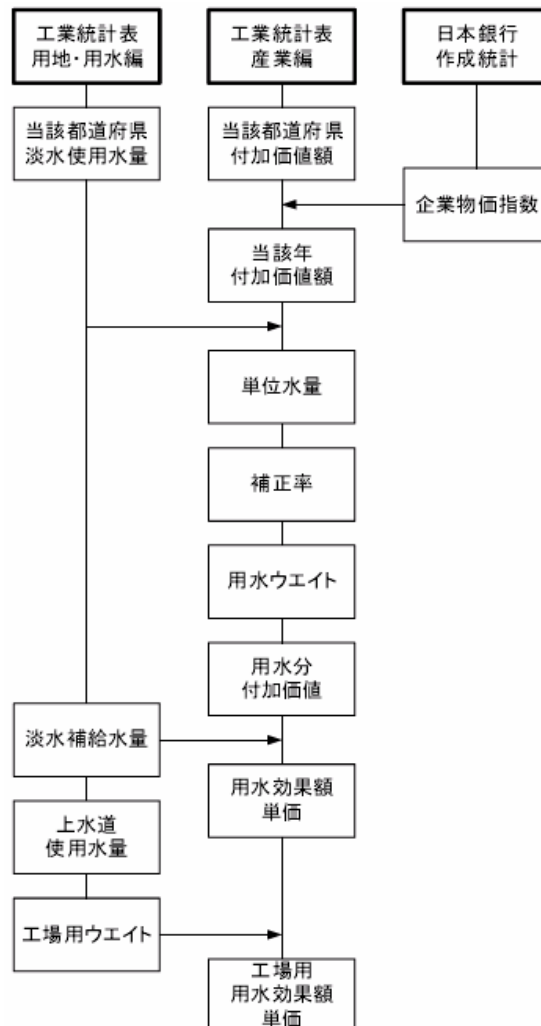 工業統計表
用地・用水編
工業統計表
産業編
日本銀行
作成統計
当該都道府県
淡水使用水量
当該都道府県
付加価値額
企業物価指数
当該年
付加価値額
単位水量
補正率
用水ウエイト
用水分
付加価値
淡水補給水量
用水効果額
単価
上水道
使用水量
工場用ウエイト
工場用
用水効果額
単価